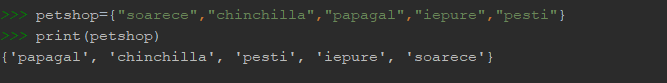 >>> petshop={"soarece","chinchilla","papagal","iepure","pesti"}
>>> print(petshop)
{'papagal', 'chinchilla', 'pesti', 'iepure', 'soarece'}